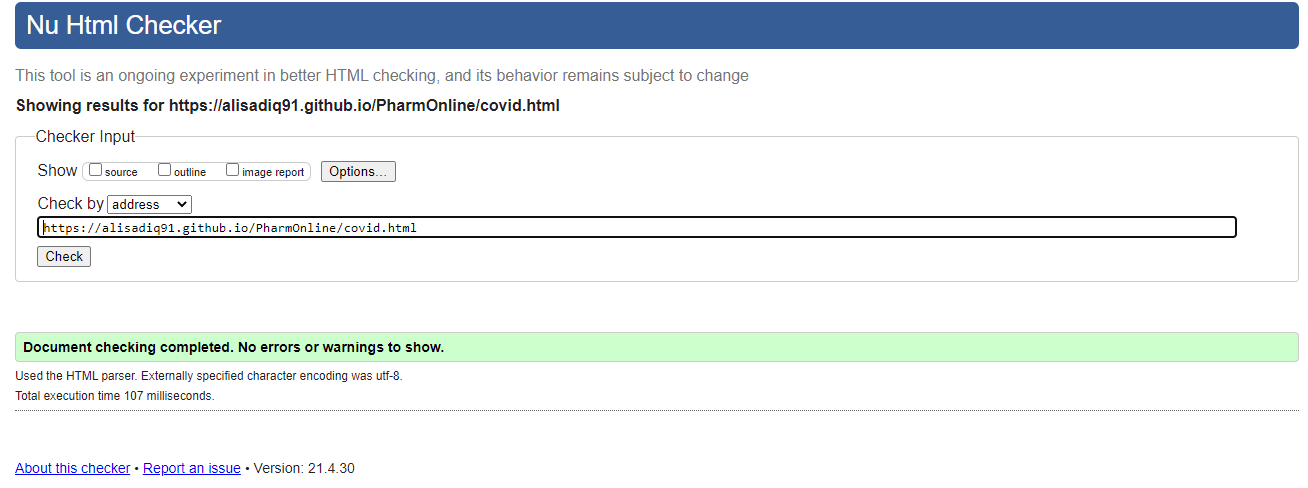 Nu Html Checker
This tool is an ongoing experiment in better HTML checking, and its behavior remains subject to change
Showing results for https://alisadiq91.github.io/PharmOnline/covid.html
Checker Input
Show source outline image report Options...
Check by address
https://alisadiq91.github.io/PharmOnline/covid.html
Check
Document checking completed. No errors or warnings to show.
Used the HTML parser. Externally specified character encoding was utf-8.
Total execution time 107 milliseconds.
About this checker • Report an issue • Version: 21.4.30